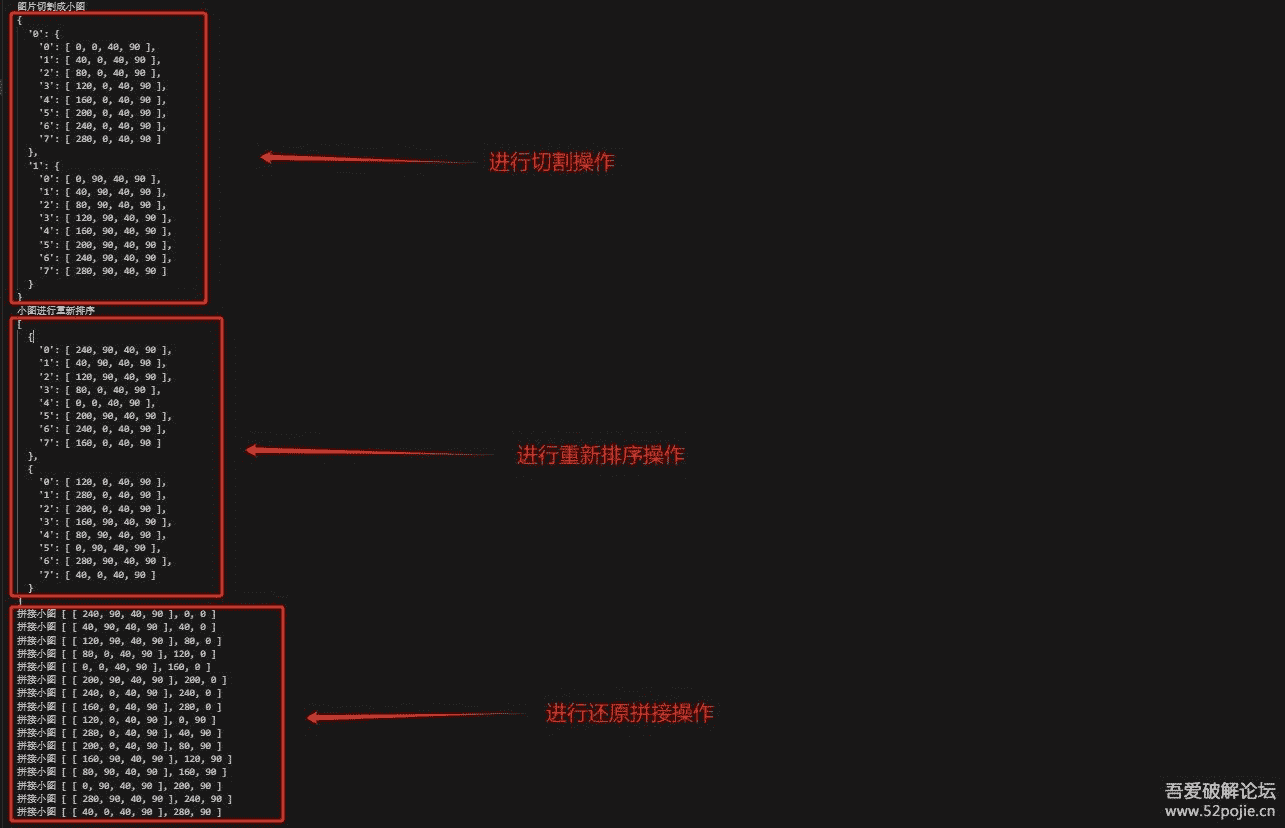 图片切割成小图
{
'0': {
'0': [ 0, 0, 40, 90 ],
'1': [ 40, 0, 40, 90 ],
'2': [ 80, 0, 40, 90 ],
'3': [ 120, 0, 40, 90 ],
'4': [ 160, 0, 40, 90 ],
'5': [ 200, 0, 40, 90 ],
'6': [ 240, 0, 40, 90 ],
'7': [ 280, 0, 40, 90 ]
},
进行切割操作
'1': {
'0': [ 0, 90, 40, 90 ],
'1': [ 40, 90, 40, 90 ],
'2': [ 80, 90, 40, 90 ],
'3': [ 120, 90, 40, 90 ],
'4': [ 160, 90, 40, 90 ],
'5': [ 200, 90, 40, 90 ],
'6': [ 240, 90, 40, 90 ],
'7': [ 280, 90, 40, 90 ]
}
}
小图进行重新排序
[
{
'0': [ 240, 90, 40, 90 ],
'1': [ 40, 90, 40, 90 ],
'2': [ 120, 90, 40, 90 ],
'3': [ 80, 0, 40, 90 ],
'4': [ 0, 0, 40, 90 ],
'5': [ 200, 90, 40, 90 ],
'6': [ 240, 0, 40, 90 ],
'7': [ 160, 0, 40, 90 ]
},
进行重新排序操作
{
'0': [ 120, 0, 40, 90 ],
'1': [ 280, 0, 40, 90 ],
'2': [ 200, 0, 40, 90 ],
'3': [ 160, 90, 40, 90 ],
'4': [ 80, 90, 40, 90 ],
'5': [ 0, 90, 40, 90 ],
'6': [ 280, 90, 40, 90 ],
'7': [ 40, 0, 40, 90 ]
}
]
拼接小图 [ [ 240, 90, 40, 90 ], 0, 0 ]
拼接小图 [ [ 40, 90, 40, 90 ], 40, 0 ]
拼接小图 [ [ 120, 90, 40, 90 ], 80, 0 ]
拼接小图 [ [ 80, 0, 40, 90 ], 120, 0 ]
拼接小图 [ [ 0, 0, 40, 90 ], 160, 0 ]
拼接小图 [ [ 200, 90, 40, 90 ], 200, 0 ]
拼接小图 [ [ 240, 0, 40, 90 ], 240, 0 ]
拼接小图 [ [ 160, 0, 40, 90 ], 280, 0 ]
拼接小图 [ [ 120, 0, 40, 90 ], 0, 90 ]
拼接小图 [ [ 280, 0, 40, 90 ], 40, 90 ]
拼接小图 [ [ 200, 0, 40, 90 ], 80, 90 ]
拼接小图 [ [ 160, 90, 40, 90 ], 120, 90 ]
拼接小图 [ [ 80, 90, 40, 90 ], 160, 90 ]
拼接小图 [ [ 0, 90, 40, 90 ], 200, 90 ]
拼接小图 [ [ 280, 90, 40, 90 ], 240, 90 ]
拼接小图 [ [ 40, 0, 40, 90 ], 280, 90 ]
进行还原拼接操作
吾爱破解论坛
www.52pojie.cn